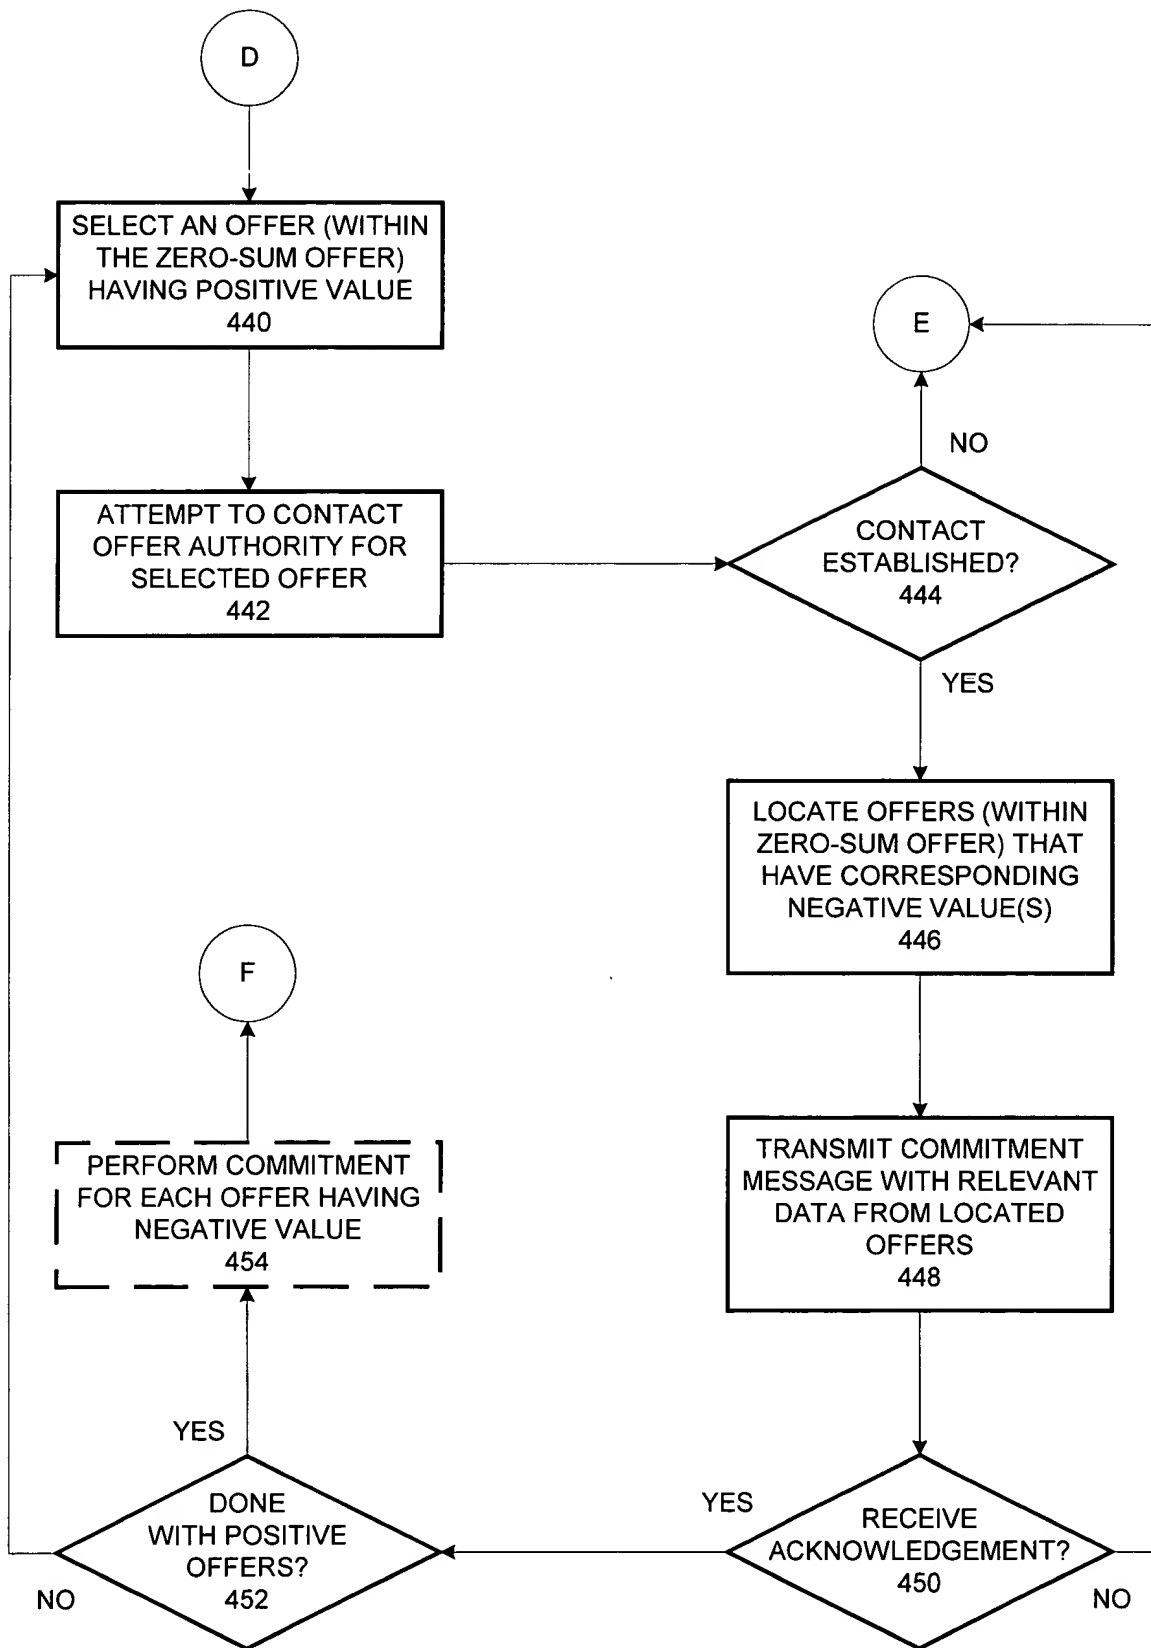 D
SELECT AN OFFER (WITHIN
THE ZERO-SUM OFFER)
HAVING POSITIVE VALUE
440
E
NO
ATTEMPT TO CONTACT
OFFER AUTHORITY FOR
SELECTED OFFER
442
CONTACT
ESTABLISHED?
444
YES
LOCATE OFFERS (WITHIN
ZERO-SUM OFFER) THAT
HAVE CORRESPONDING
NEGATIVE VALUE(S)
446
F
TRANSMIT COMMITMENT
MESSAGE WITH RELEVANT
DATA FROM LOCATED
OFFERS
448
PERFORM COMMITMENT
FOR EACH OFFER HAVING
NEGATIVE VALUE
454
YES
DONE
WITH POSITIVE
OFFERS?
452
NO
YES
RECEIVE
ACKNOWLEDGEMENT?
450
NO